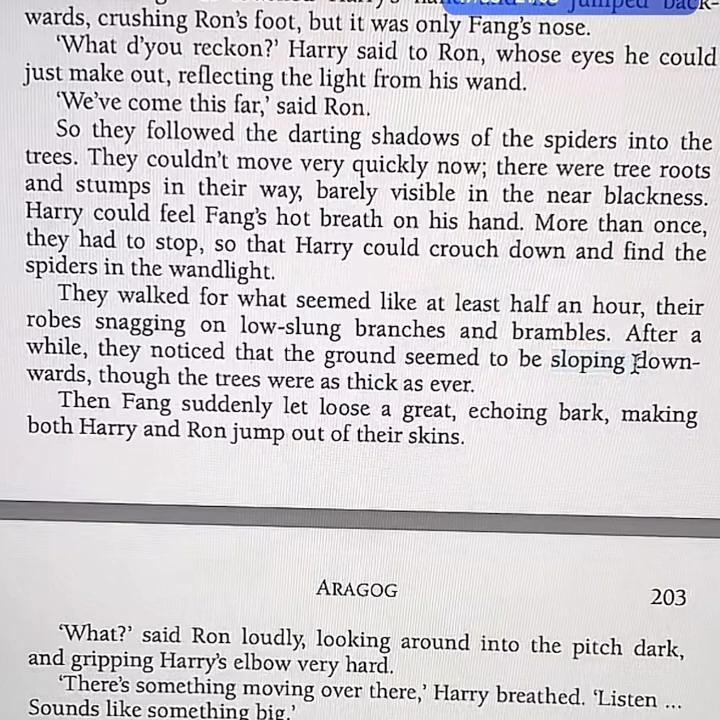 jumped back-
wards, crushing Ron's foot, but it was only Fang's nose.
'What d'you reckon?' Harry said to Ron, whose eyes he could
just make out, reflecting the light from his wand.
'We've come this far,' said Ron.
So they followed the darting shadows of the spiders into the
trees. They couldn't move very quickly now; there were tree roots
and stumps in their way, barely visible in the near blackness.
Harry could feel Fang's hot breath on his hand. More than once,
they had to stop, so that Harry could crouch down and find the
spiders in the wandlight.
They walked for what seemed like at least half an hour, their
robes snagging on low-slung branches and brambles. After a
while, they noticed that the ground seemed to be sloping down-
wards, though the trees were as thick as ever.
Then Fang suddenly let loose a great, echoing bark, making
both Harry and Ron jump out of their skins.
ARAGOG 203
'What?' said Ron loudly, looking around into the pitch dark,
and gripping Harry's elbow very hard.
'There's something moving over there,' Harry breathed. 'Listen ...
Sounds like something big.'